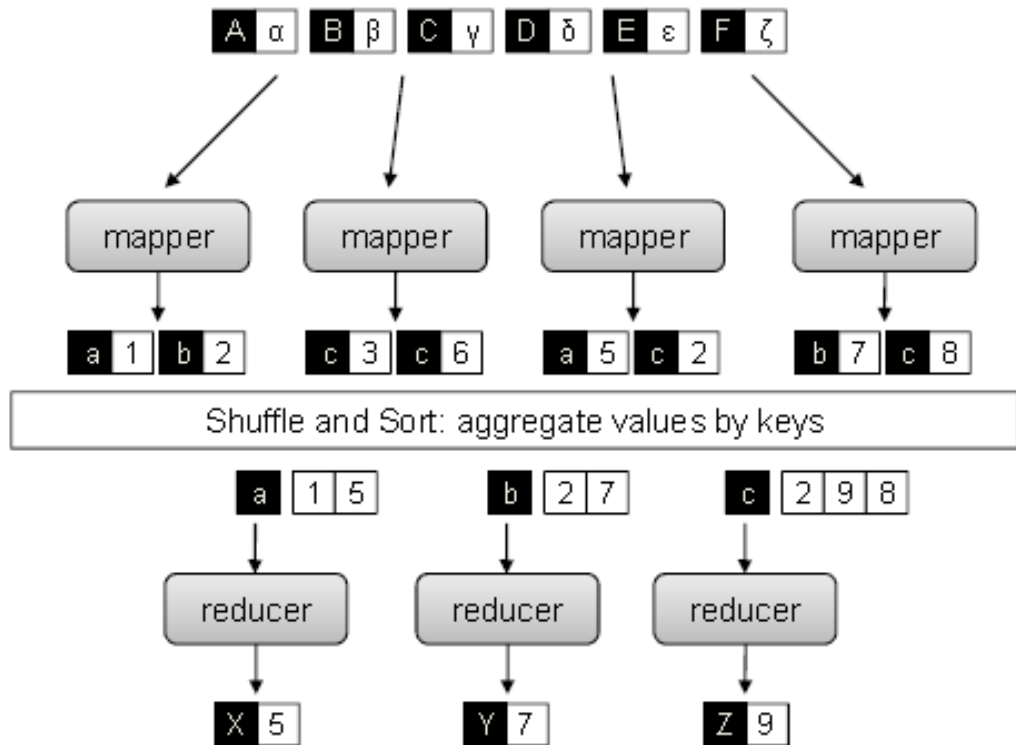 A α B β C γ D δ E ε F ζ
mapper mapper mapper mapper
a 1 b 2 c 3 c 6 a 5 c 2 b 7 c 8
Shuffle and Sort: aggregate values by keys
a 1 5 b 2 7 c 2 9 8
reducer reducer reducer
X 5 Y 7 Z 9